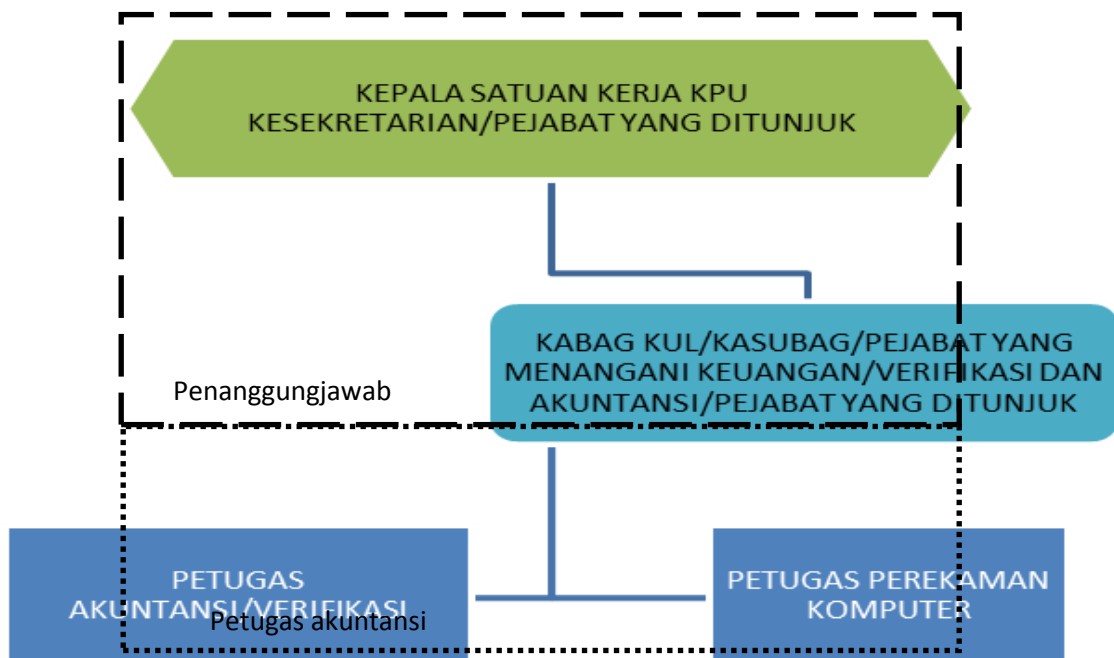 KEPALA SATUAN KERJA KPU
KESEKRETARIAN/PEJABAT YANG DITUNJUK
KABAG KUL/KASUBAG/PEJABAT YANG
MENANGANI KEUANGAN/VERIFIKASI DAN
AKUNTANSI/PEJABAT YANG DITUNJUK
Penanggungjawab
PETUGAS
AKUNTANSI/VERIFIKASI
Petugas akuntansi
PETUGAS PEREKAMAN
KOMPUTER